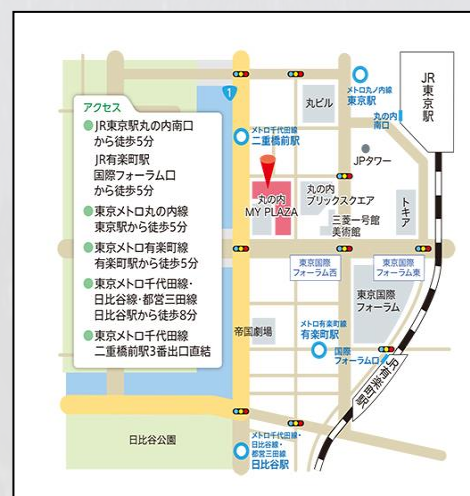 アクセス
JR東京駅丸の内南口
から徒歩5分
JR有楽町駅
国際フォーラム口
から徒歩5分
東京メトロ丸の内線
東京駅から徒歩5分
東京メトロ有楽町線
有楽町駅から徒歩5分
東京メトロ千代田線・
日比谷線・都営三田線
日比谷駅から徒歩8分
東京メトロ千代田線
二重橋前駅3番出口直結
1
メトロ丸ノ内線
東京駅
JR
東京駅
丸ビル
丸の内
南口
メトロ千代田線
二重橋前駅
JPタワー
丸の内
MY PLAZA
丸の内
ブリックスクエア
三菱一号館
美術館
トキア
東京国際
フォーラム西
東京国際
フォーラム東
東京国際
フォーラム
帝国劇場
メトロ有楽町線
有楽町駅
国際
フォーラム口
JR有楽町駅
日比谷公園
メトロ千代田線・
日比谷線・
都営三田線
日比谷駅